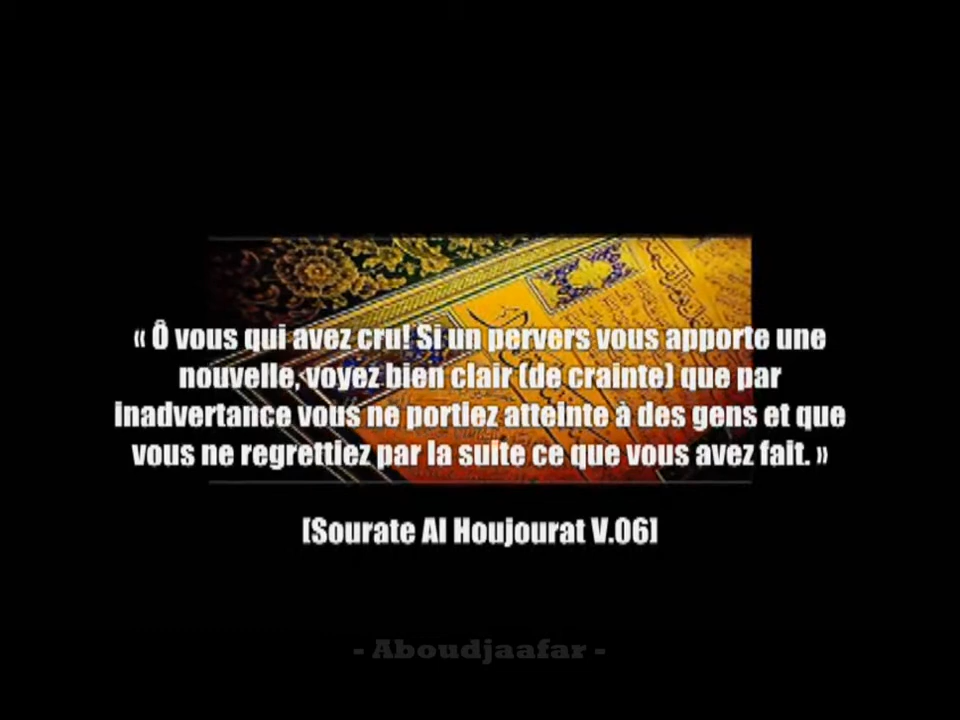 « Ô vous qui avez cru! Si un pervers vous apporte une
nouvelle, voyez bien clair (de crainte) que par
inadvertance vous ne portiez atteinte à des gens et que
vous ne regrettiez par la suite ce que vous avez fait. »
[Sourate Al Houjourat V.06]
- Aboudjaafar -